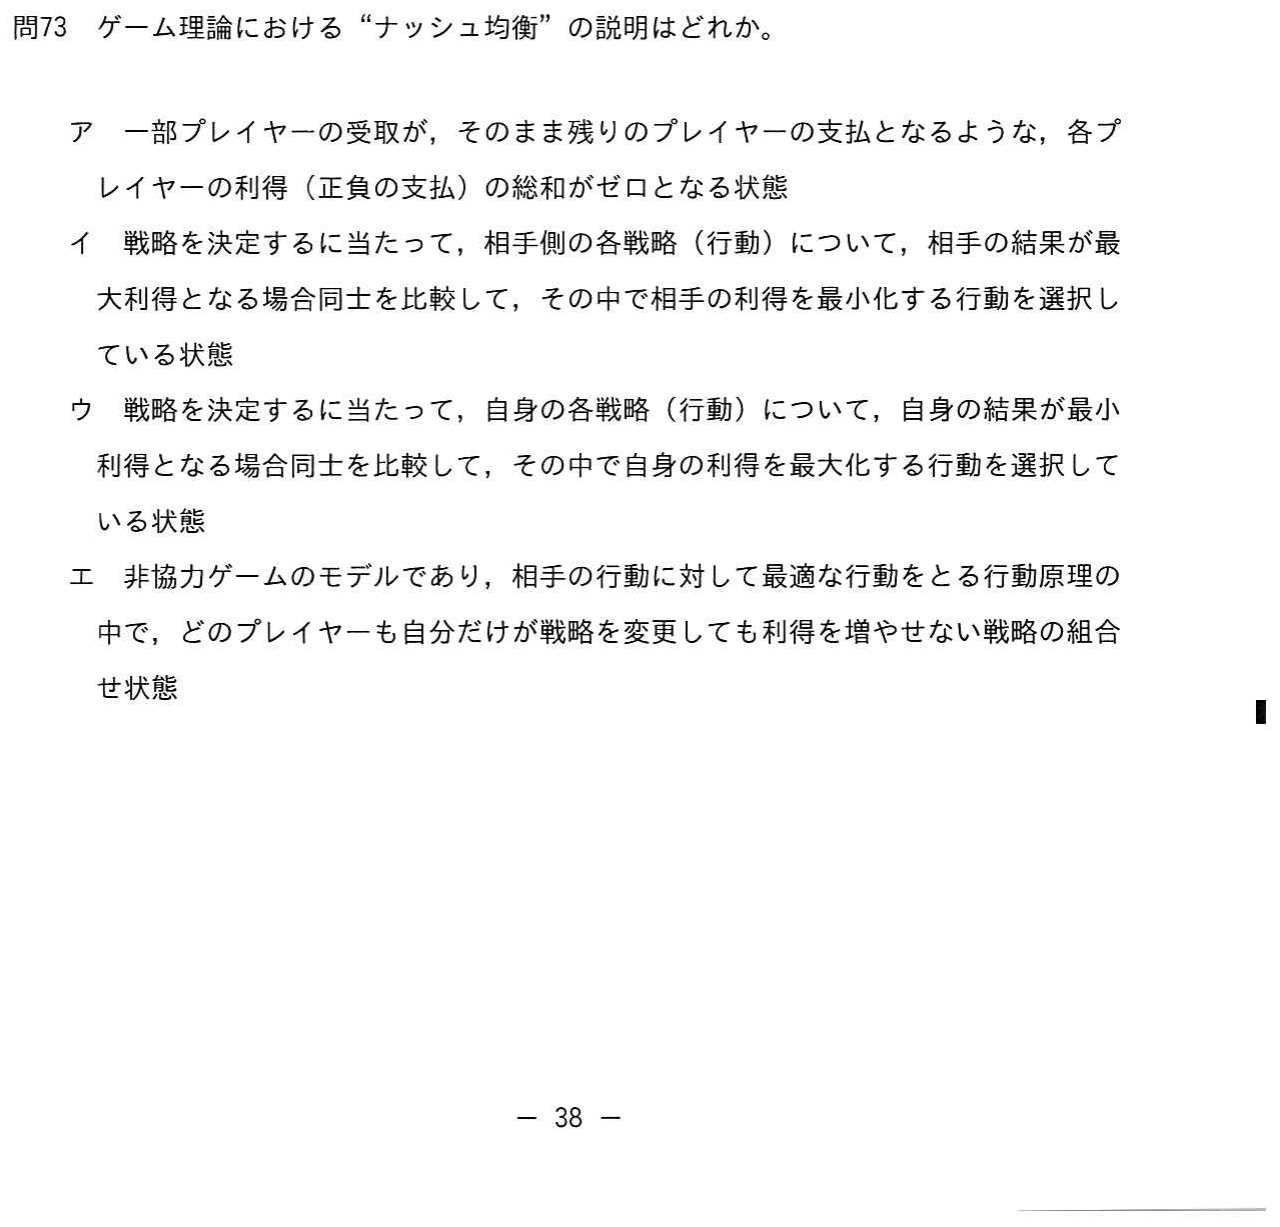 問73　ゲーム理論における“ナッシュ均衡”の説明はどれか。
ア　一部プレイヤーの受取が，そのまま残りのプレイヤーの支払となるような，各プ
レイヤーの利得（正負の支払）の総和がゼロとなる状態
イ　戦略を決定するに当たって，相手側の各戦略（行動）について，相手の結果が最
大利得となる場合同士を比較して，その中で相手の利得を最小化する行動を選択し
ている状態
ウ　戦略を決定するに当たって，自身の各戦略（行動）について，自身の結果が最小
利得となる場合同士を比較して，その中で自身の利得を最大化する行動を選択して
いる状態
エ　非協力ゲームのモデルであり，相手の行動に対して最適な行動をとる行動原理の
中で，どのプレイヤーも自分だけが戦略を変更しても利得を増やせない戦略の組合
せ状態
― 38 ―